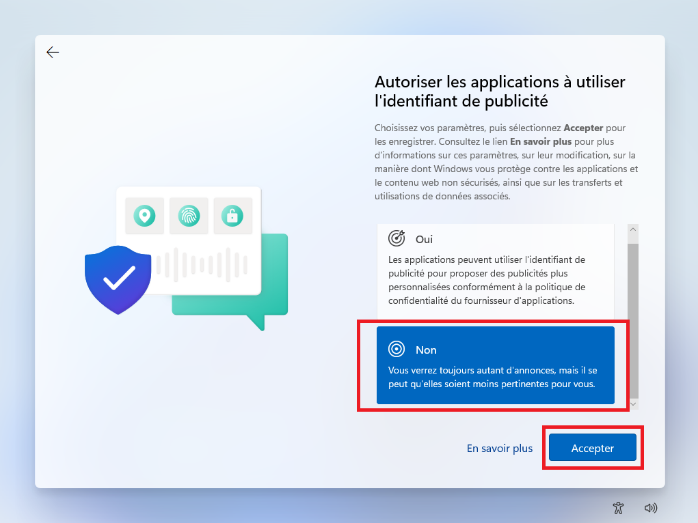 Autoriser les applications à utiliser
l'identifiant de publicité
Choisissez vos paramètres, puis sélectionnez Accepter pour
les enregistrer. Consultez le lien En savoir plus pour plus
d'informations sur ces paramètres, sur leur modification, sur la
manière dont Windows vous protège contre les applications et
le contenu web non sécurisés, ainsi que sur les transferts et
utilisations de données associés.
Oui
Les applications peuvent utiliser l'identifiant de
publicité pour proposer des publicités plus
personnalisées conformément à la politique de
confidentialité du fournisseur d'applications.
Non
Vous verrez toujours autant d'annonces, mais il se
peut qu'elles soient moins pertinentes pour vous.
En savoir plus
Accepter